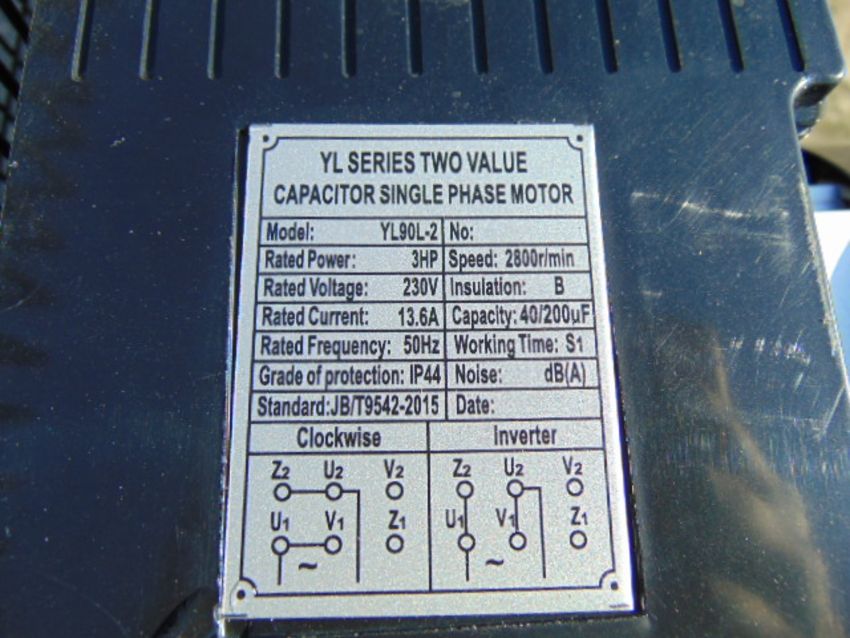 YL SERIES TWO VALUE
CAPACITOR SINGLE PHASE MOTOR
Model: YL90L-2 No:
Rated Power: 3HP Speed: 2800r/min
Rated Voltage: 230V Insulation: B
Rated Current: 13.6A Capacity: 40/200uF
Rated Frequency: 50Hz Working Time: S1
Grade of protection: IP44 Noise: dB(A)
Standard:JB/T9542-2015 Date:
Clockwise Inverter
Z2 U2 V2 Z2 U2 V2
U1 V1 Z1 U1 V1 Z1
~ ~